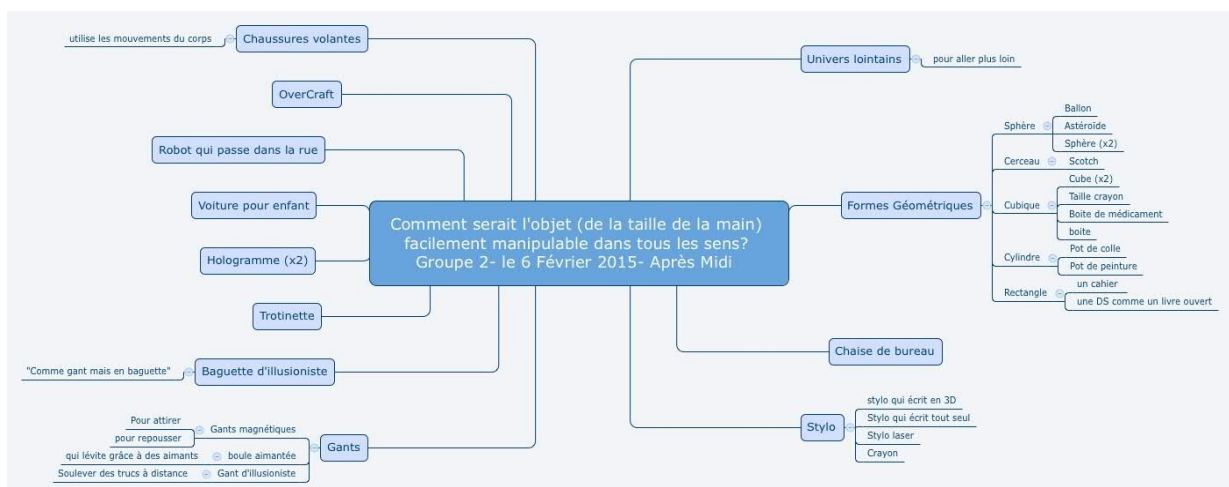 Comment serait l'objet (de la taille de la main)
facilement manipulable dans tous les sens?
Groupe 2- le 6 Février 2015- Après Midi
Univers lointains
pour aller plus loin
Formes Géométriques
Sphère
Ballon
Astéroïde
Sphère (x2)
Cerceau
Scotch
Cubique
Cube (x2)
Taille crayon
Boite de médicament
boite
Cylindre
Pot de colle
Pot de peinture
Rectangle
un cahier
une DS comme un livre ouvert
Chaise de bureau
Stylo
stylo qui écrit en 3D
Stylo qui écrit tout seul
Stylo laser
Crayon
Chaussures volantes
utilise les mouvements du corps
OverCraft
Robot qui passe dans la rue
Voiture pour enfant
Hologramme (x2)
Trotinette
Baguette d'illusioniste
"Comme gant mais en baguette"
Gants
Gants magnétiques
Pour attirer
pour repousser
boule aimantée
qui lévite grâce à des aimants
Gant d'illusioniste
Soulever des trucs à distance